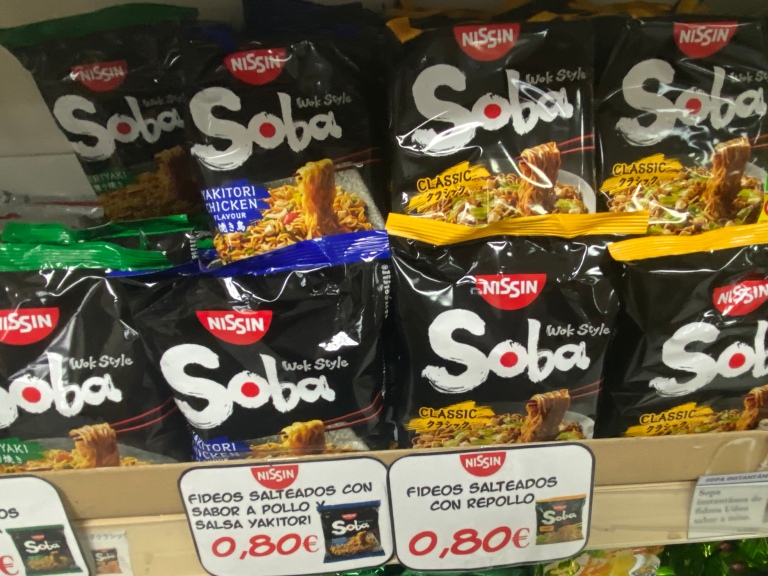 NISSIN
Soba
Wok Style
NISSIN
Soba
Wok Style
YAKITORI
CHICKEN
FLAVOUR
NISSIN
Soba
Wok Style
CLASSIC
クラシック
NISSIN
Soba
Wok Style
CLASSIC
クラシック
NISSIN
Soba
Wok Style
NISSIN
Soba
Wok Style
NISSIN
Soba
Wok Style
CLASSIC
クラシック
NISSIN
Soba
CLASSIC
クラシック
NISSIN
FIDEOS SALTEADOS CON
SABOR A POLLO
SALSA YAKITORI
0,80€
NISSIN
FIDEOS SALTEADOS
CON REPOLLO
0,80€
Sopa